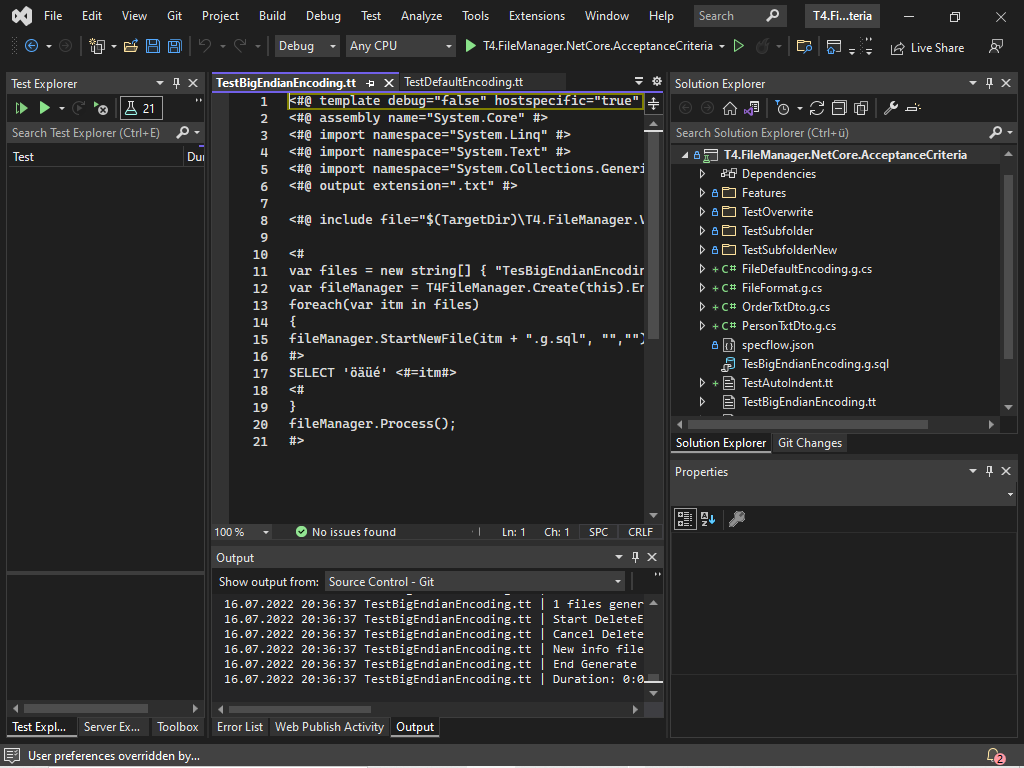 File Edit View Git Project Build Debug Test Analyze Tools Extensions Window Help Search T4.Fi...teria
Debug Any CPU T4.FileManager.NetCore.AcceptanceCriteria Live Share
Test Explorer
21
Search Test Explorer (Ctrl+E)
Test Dur
TestBigEndianEncoding.tt TestDefaultEncoding.tt
1 <#@ template debug="false" hostspecific="true"
2 <#@ assembly name="System.Core" #>
3 <#@ import namespace="System.Linq" #>
4 <#@ import namespace="System.Text" #>
5 <#@ import namespace="System.Collections.Generi
6 <#@ output extension=".txt" #>
7
8 <#@ include file="$(TargetDir)\T4.FileManager.V
9
10 <#
11 var files = new string[] { "TesBigEndianEncodin
12 var fileManager = T4FileManager.Create(this).En
13 foreach(var itm in files)
14 {
15 fileManager.StartNewFile(itm + ".g.sql", "","")
16 #>
17 SELECT 'öäüé' <#=itm#>
18 <#
19 }
20 fileManager.Process();
21 #>
100 % No issues found Ln: 1 Ch: 1 SPC CRLF
Output
Show output from: Source Control - Git
16.07.2022 20:36:37 TestBigEndianEncoding.tt | 1 files gener
16.07.2022 20:36:37 TestBigEndianEncoding.tt | Start DeleteE
16.07.2022 20:36:37 TestBigEndianEncoding.tt | Cancel Delete
16.07.2022 20:36:37 TestBigEndianEncoding.tt | New info file
16.07.2022 20:36:37 TestBigEndianEncoding.tt | End Generate
16.07.2022 20:36:37 TestBigEndianEncoding.tt | Duration: 0:0
Solution Explorer
Search Solution Explorer (Ctrl+ü)
T4.FileManager.NetCore.AcceptanceCriteria
Dependencies
Features
TestOverwrite
TestSubfolder
TestSubfolderNew
C# FileDefaultEncoding.g.cs
C# FileFormat.g.cs
C# OrderTxtDto.g.cs
C# PersonTxtDto.g.cs
specflow.json
TesBigEndianEncoding.g.sql
TestAutoIndent.tt
TestBigEndianEncoding.tt
Solution Explorer Git Changes
Properties
Test Expl... Server Ex... Toolbox Error List Web Publish Activity Output
User preferences overridden by... 2